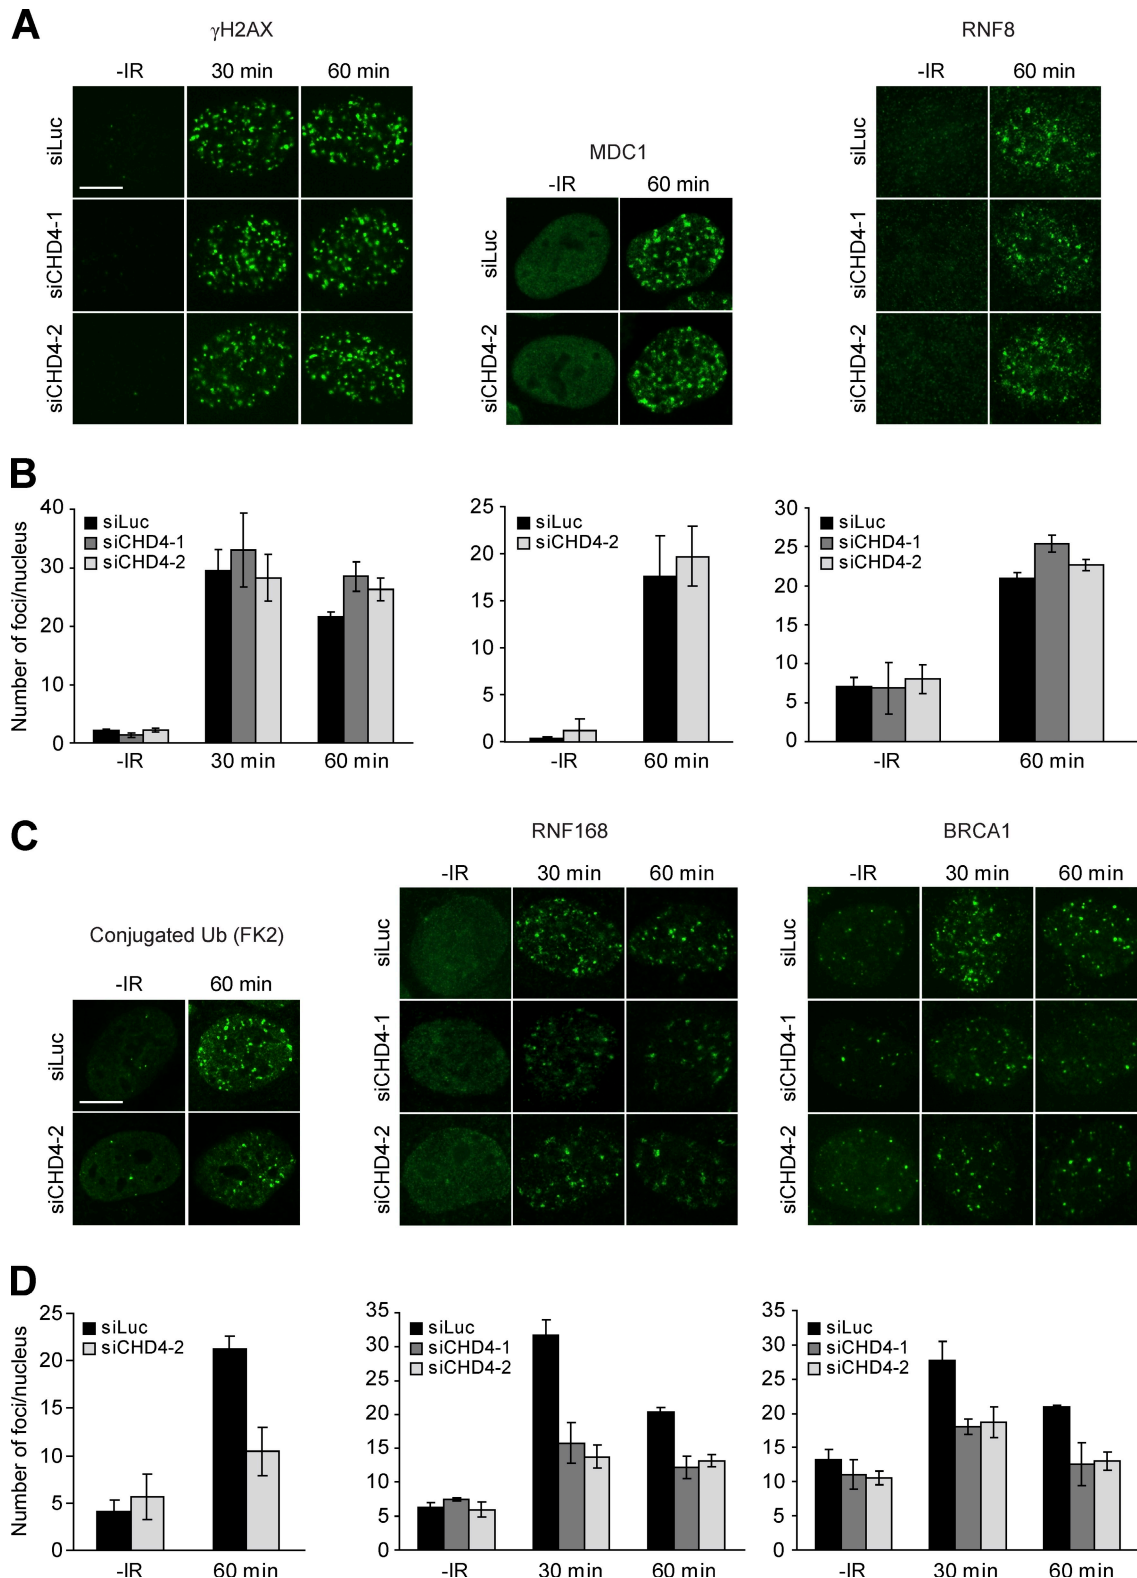 A
γH2AX
RNF8
-IR 30 min 60 min
-IR 60 min
MDC1
-IR 60 min
siLuc
siCHD4-1
siCHD4-2
siLuc
siCHD4-2
siLuc
siCHD4-1
siCHD4-2
B
Number of foci/nucleus
40
30
20
10
0
siLuc
siCHD4-1
siCHD4-2
-IR 30 min 60 min
25
20
15
10
5
0
siLuc
siCHD4-2
-IR 60 min
30
25
20
15
10
5
0
siLuc
siCHD4-1
siCHD4-2
-IR 60 min
C
Conjugated Ub (FK2)
-IR 60 min
siLuc
siCHD4-2
RNF168
-IR 30 min 60 min
siLuc
siCHD4-1
siCHD4-2
BRCA1
-IR 30 min 60 min
siLuc
siCHD4-1
siCHD4-2
D
Number of foci/nucleus
25
20
15
10
5
0
siLuc
siCHD4-2
-IR 60 min
35
30
25
20
15
10
5
0
siLuc
siCHD4-1
siCHD4-2
-IR 30 min 60 min
35
30
25
20
15
10
5
0
siLuc
siCHD4-1
siCHD4-2
-IR 30 min 60 min